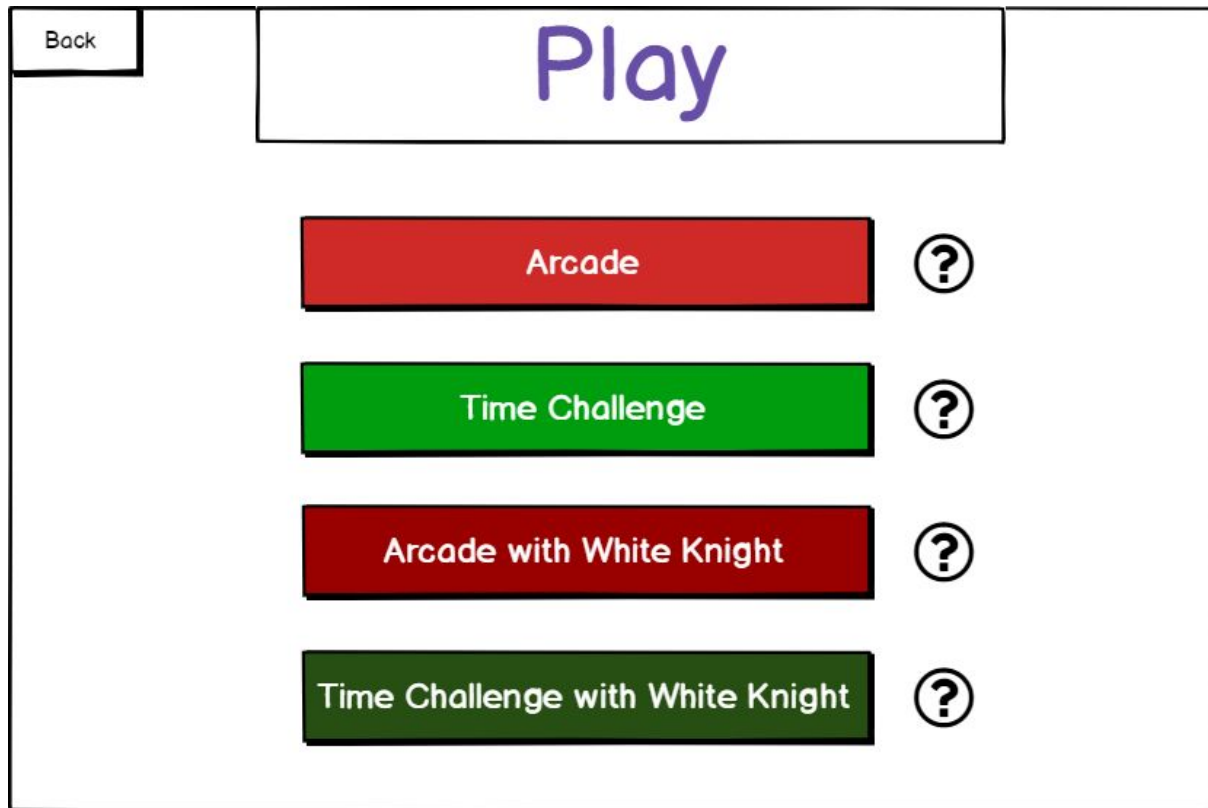 Back
Play
Arcade
?
Time Challenge
?
Arcade with White Knight
?
Time Challenge with White Knight
?